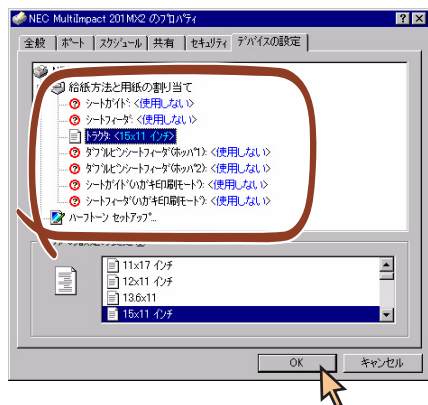 NEC MultiImpact 201MX2 のプロパティ
全般 ポート スケジュール 共有 セキュリティ デバイスの設定
給紙方法と用紙の割り当て
シートガイド: <使用しない>
シートフィーダ: <使用しない>
トラクタ: <15x11 インチ>
ダブルビンシートフィーダ(ホッパ1): <使用しない>
ダブルビンシートフィーダ(ホッパ2): <使用しない>
シートガイド(ハガキ印刷モード): <使用しない>
シートフィーダ(ハガキ印刷モード): <使用しない>
ハーフトーン セットアップ...
11x17 インチ
12x11 インチ
13.6x11
15x11 インチ
OK キャンセル